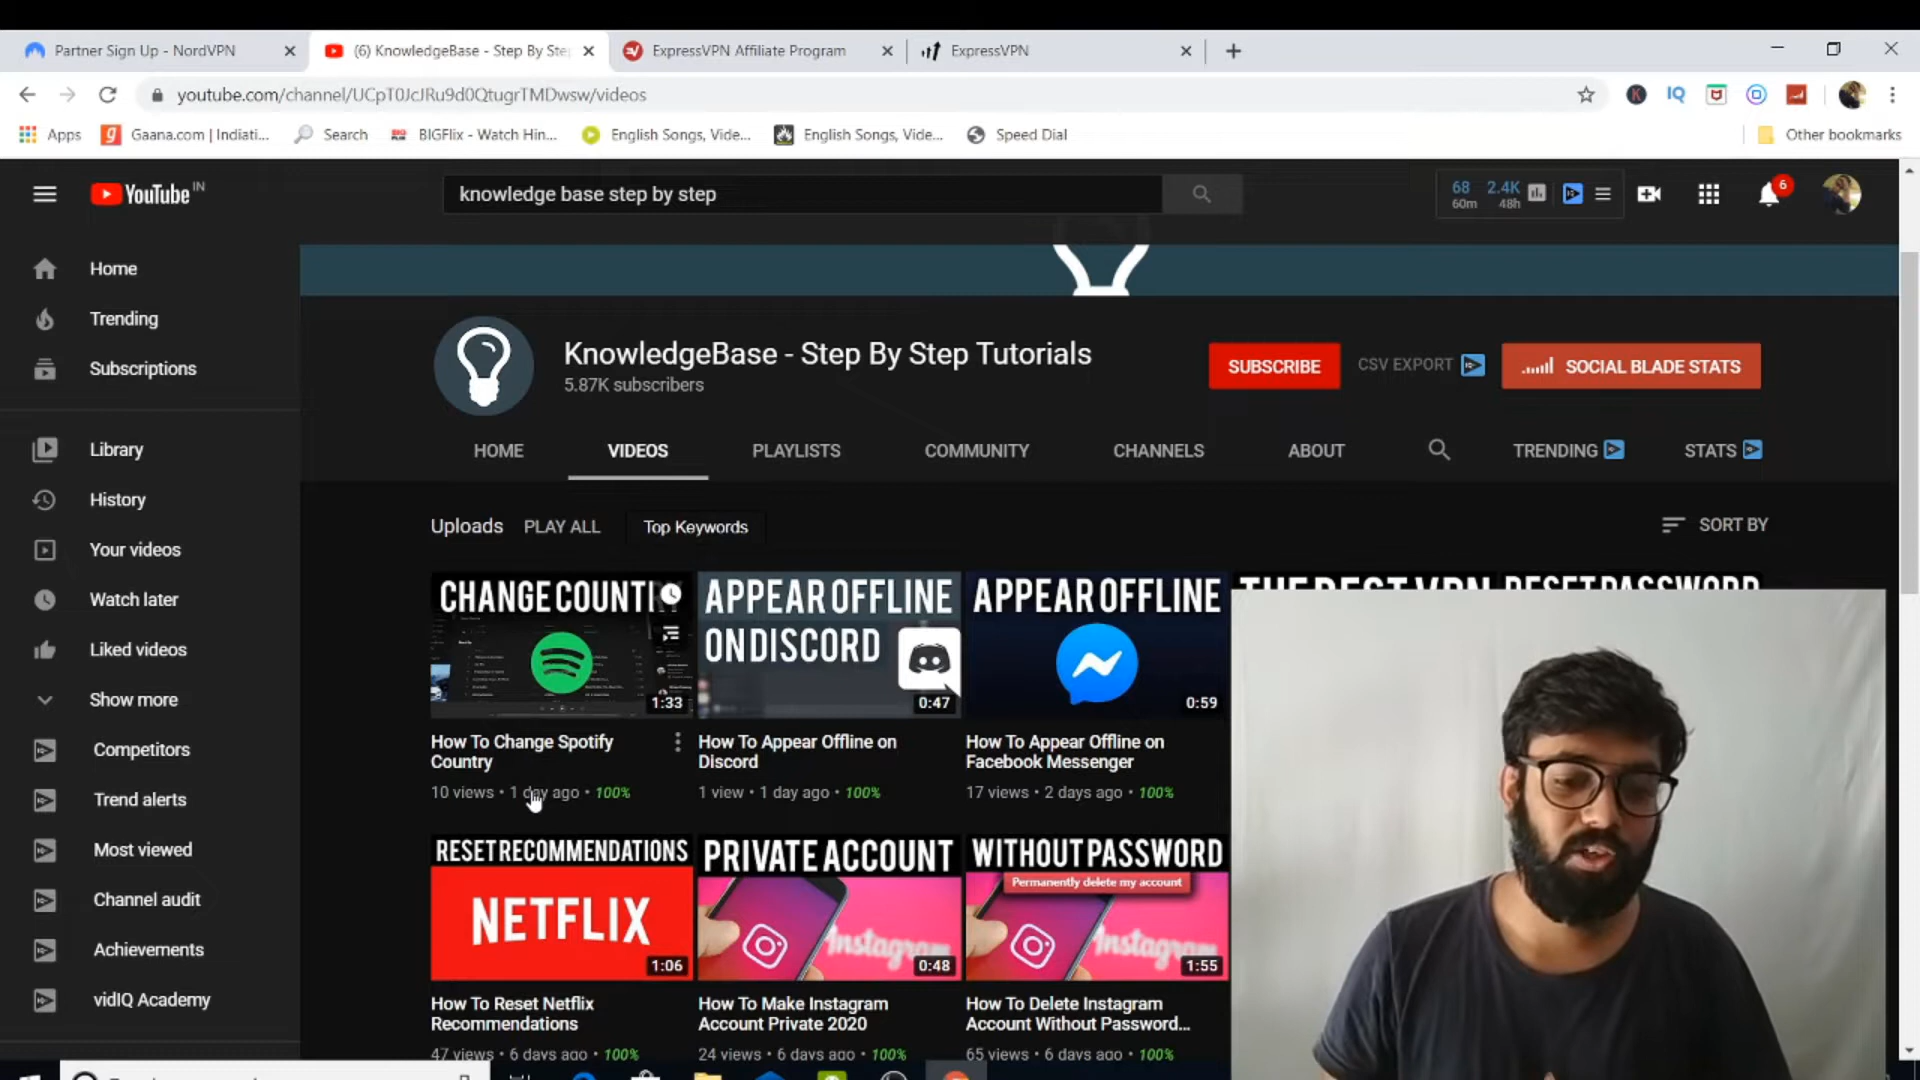 Partner Sign Up - NordVPN
(6) KnowledgeBase - Step By Ste
ExpressVPN Affiliate Program
ExpressVPN
youtube.com/channel/UCpT0JcJRu9d0QtugrTMDwsw/videos
IQ
Apps
Gaana.com | Indiati...
Search
BIGFlix - Watch Hin...
English Songs, Vide...
English Songs, Vide...
Speed Dial
Other bookmarks
YouTube IN
knowledge base step by step
68 2.4K
60m 48h
6
Home
Trending
Subscriptions
Library
History
Your videos
Watch later
Liked videos
Show more
Competitors
Trend alerts
Most viewed
Channel audit
Achievements
vidIQ Academy
KnowledgeBase - Step By Step Tutorials
5.87K subscribers
SUBSCRIBE
CSV EXPORT
SOCIAL BLADE STATS
HOME
VIDEOS
PLAYLISTS
COMMUNITY
CHANNELS
ABOUT
TRENDING
STATS
Uploads
PLAY ALL
Top Keywords
SORT BY
CHANGE COUNTRY
1:33
APPEAR OFFLINE
ON DISCORD
0:47
APPEAR OFFLINE
0:59
THE BEST VPN
RESET PASSWORD
How To Change Spotify
Country
10 views • 1 day ago • 100%
How To Appear Offline on
Discord
1 view • 1 day ago • 100%
How To Appear Offline on
Facebook Messenger
17 views • 2 days ago • 100%
RESET RECOMMENDATIONS
NETFLIX
1:06
PRIVATE ACCOUNT
Instagram
0:48
WITHOUT PASSWORD
Permanently delete my account
Instagram
1:55
How To Reset Netflix
Recommendations
47 views • 6 days ago • 100%
How To Make Instagram
Account Private 2020
24 views • 6 days ago • 100%
How To Delete Instagram
Account Without Password...
65 views • 6 days ago • 100%